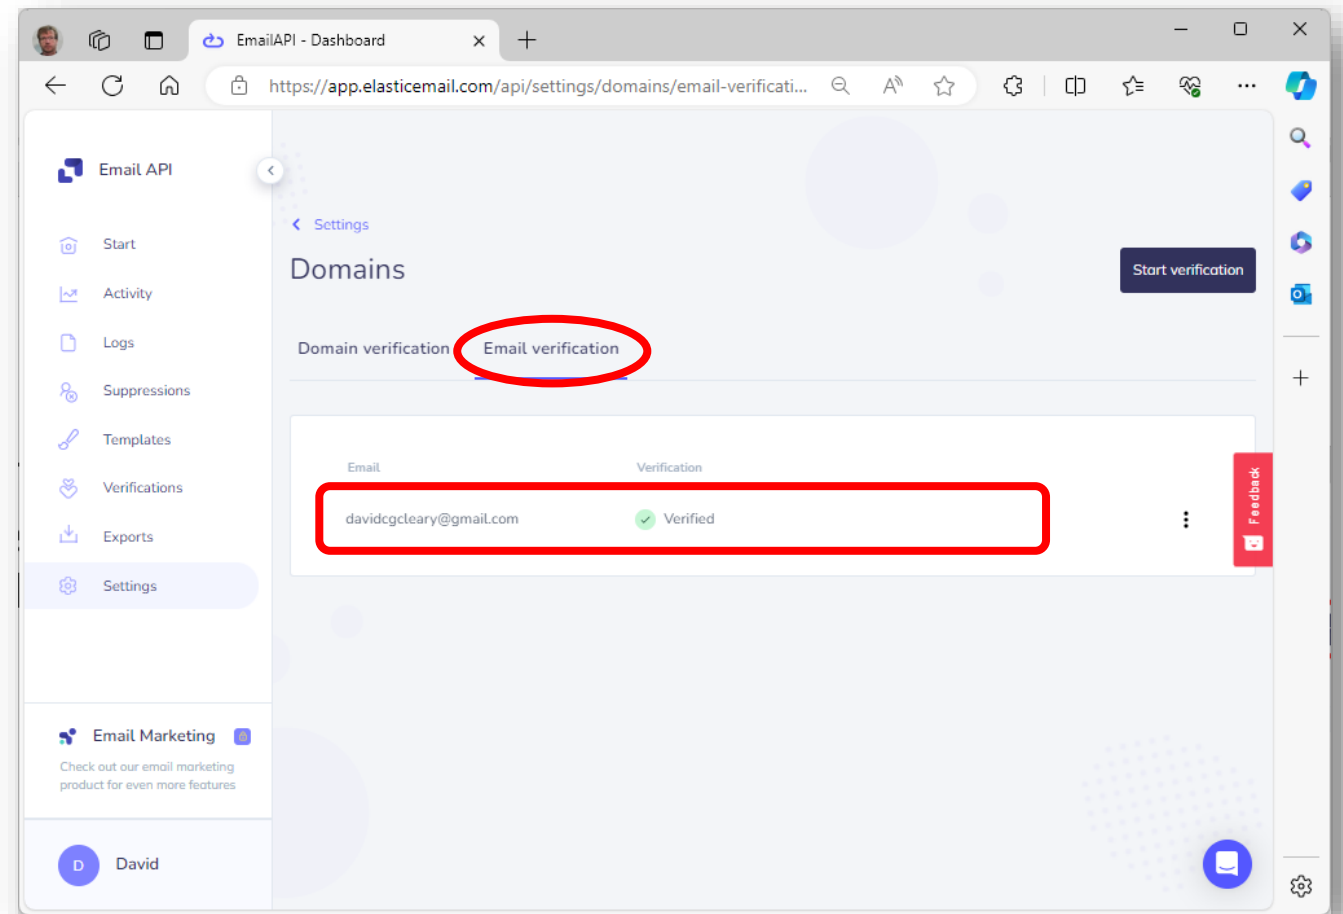 EmailAPI - Dashboard
https://app.elasticemail.com/api/settings/domains/email-verificati...
Email API
Start
Activity
Logs
Suppressions
Templates
Verifications
Exports
Settings
Email Marketing
Check out our email marketing
product for even more features
D David
Settings
Domains
Start verification
Domain verification Email verification
Email Verification
davidcgcleary@gmail.com Verified
Feedback